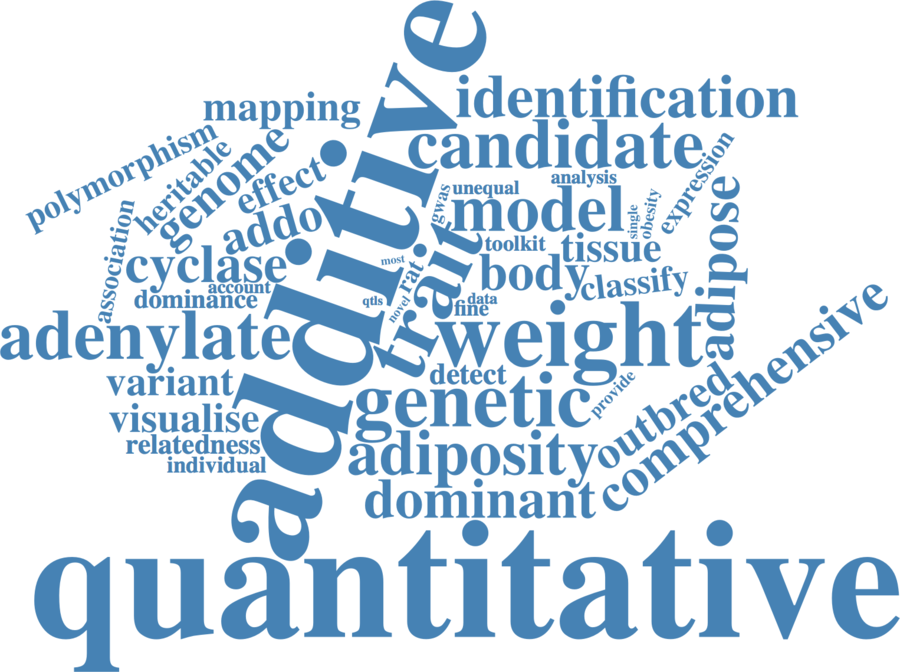 additive
identification
mapping
candidate
polymorphism
heritable
genome
effect
expression
analysis
unequal
gwas
model
single
obesity
association
addo
toolkit
tissue
adipose
cyclase
most
rat
trait
body
classify
account
dominance
qtls
novel
data
fine
adenylate
weight
comprehensive
variant
detect
provide
outbred
genetic
visualise
relatedness
adiposity
individual
dominant
quantitative